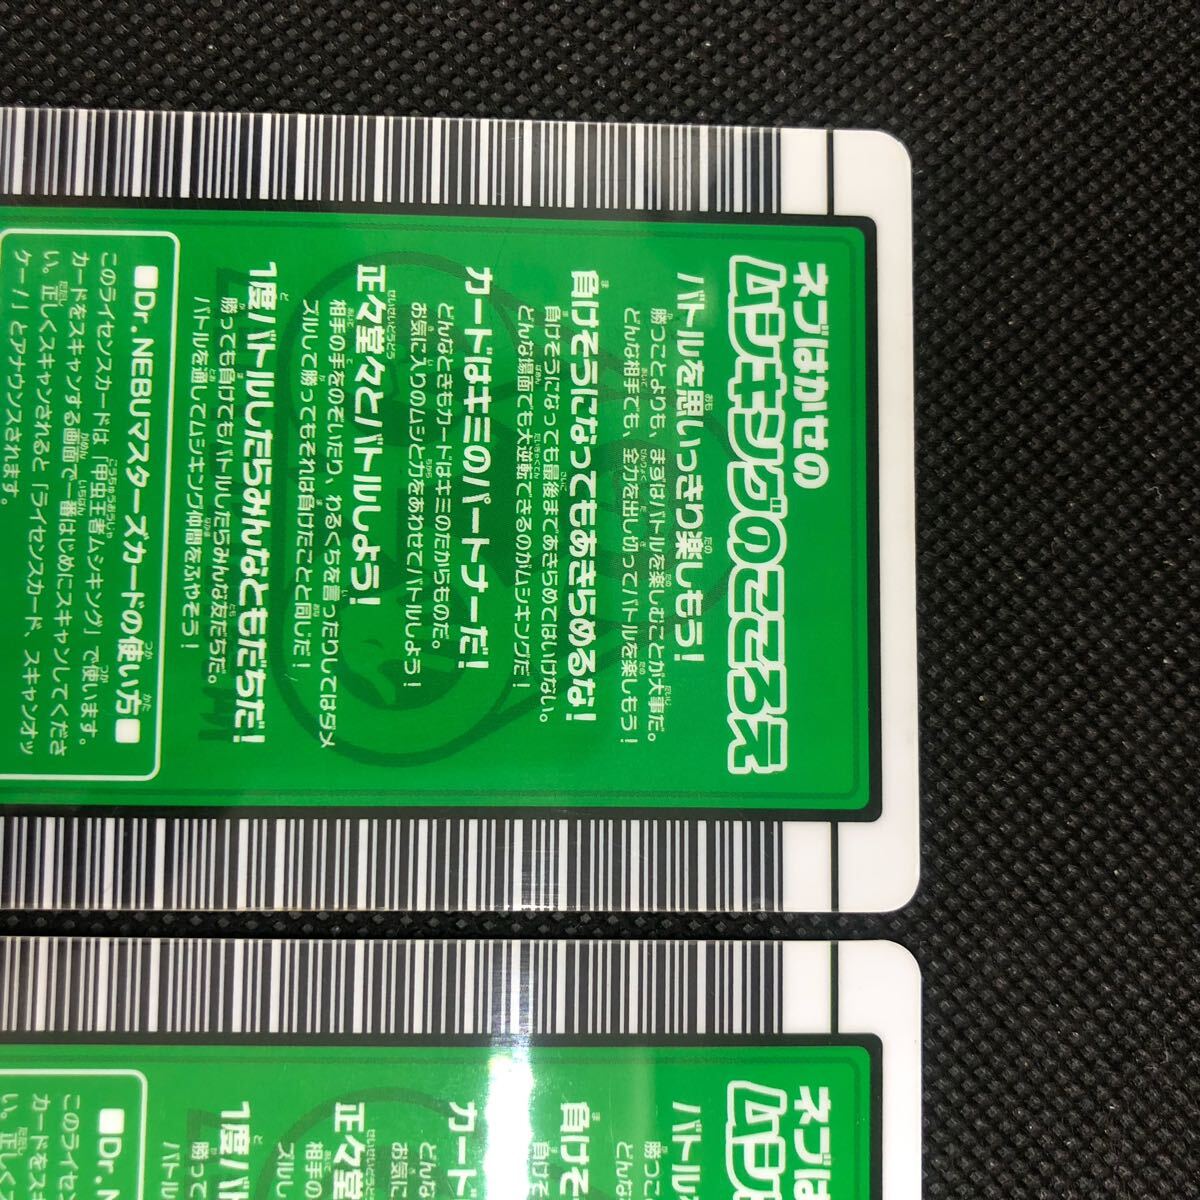 ネブはかせの
ムシキングのこころえ
バトルを思いっきり楽しもう！
勝つことよりも、まずはバトルを楽しむことが大事だ。
どんな相手でも、全力を出し切ってバトルを楽しもう！
負けそうになってもあきらめるな！
負けそうになっても最後まであきらめてはいけない。
どんな場面でも大逆転できるのがムシキングだ！
カードはキミのパートナーだ！
どんなときもカードはキミのたからものだ。
お気に入りのムシと力をあわせてバトルしよう！
正々堂々とバトルしよう！
相手の手をのぞいたり、わるくちを言ったりしてはダメ
ズルして勝ってもそれは負けたことと同じだ！
1度バトルしたらみんなともだちだ！
勝っても負けてもバトルしたらみんな友だちだ。
バトルを通してムシキング仲間をふやそう！
■Dr.NEBUマスターズカードの使い方■
このライセンスカードは「甲虫王者ムシキング」で使います。
カードをスキャンする画面で一番はじめにスキャンしてくださ
い。正しくスキャンされると「ライセンスカード、スキャンオッ
ケー！」とアナウンスされます。
ネブは
ムシ
バトル
勝つこ
どんな
負けそ
負けそ
どんな
カード
どんな
お気に
正々堂
相手の
ズルし
1度バ
勝って
バトル
■Dr.N
このライ
カードをス
い。正しく